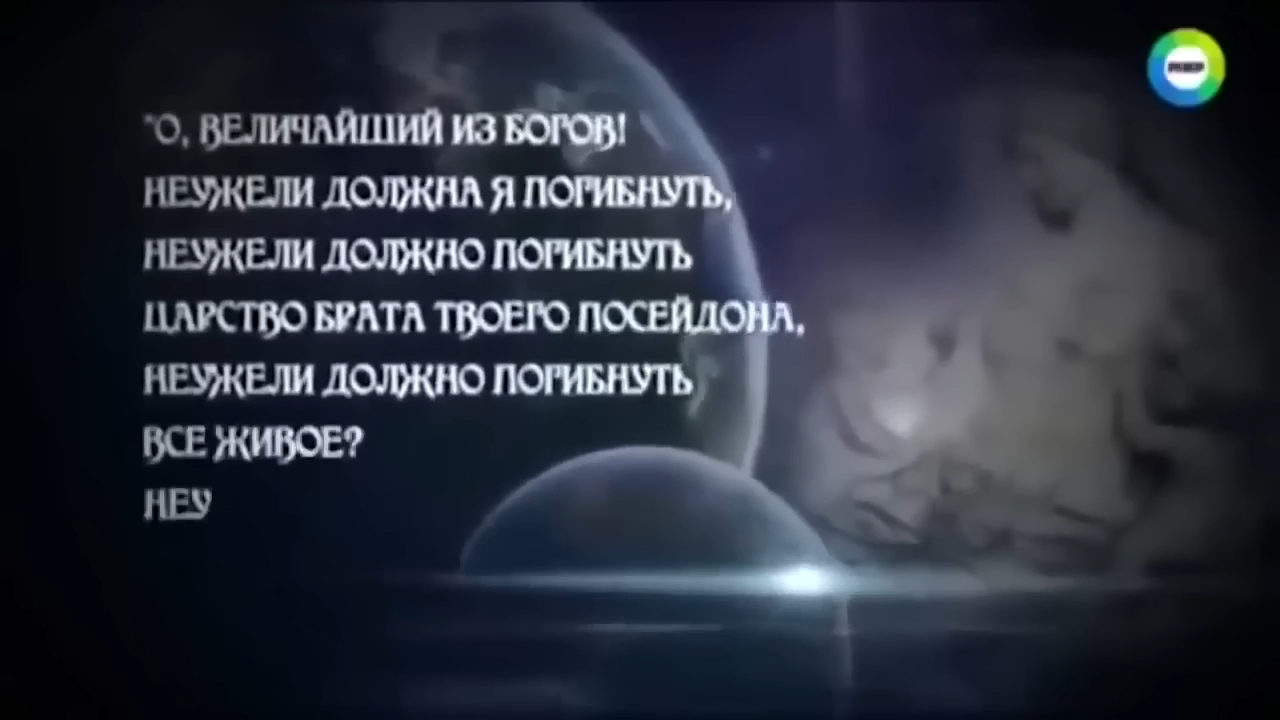 "О, ВЕЛИЧАЙШИЙ ИЗ БОГОВ!
НЕУЖЕЛИ ДОЛЖНА Я ПОГИБНУТЬ,
НЕУЖЕЛИ ДОЛЖНО ПОГИБНУТЬ
ЦАРСТВО БРАТА ТВОЕГО ПОСЕЙДОНА,
НЕУЖЕЛИ ДОЛЖНО ПОГИБНУТЬ
ВСЕ ЖИВОЕ?
НЕУ
МИР